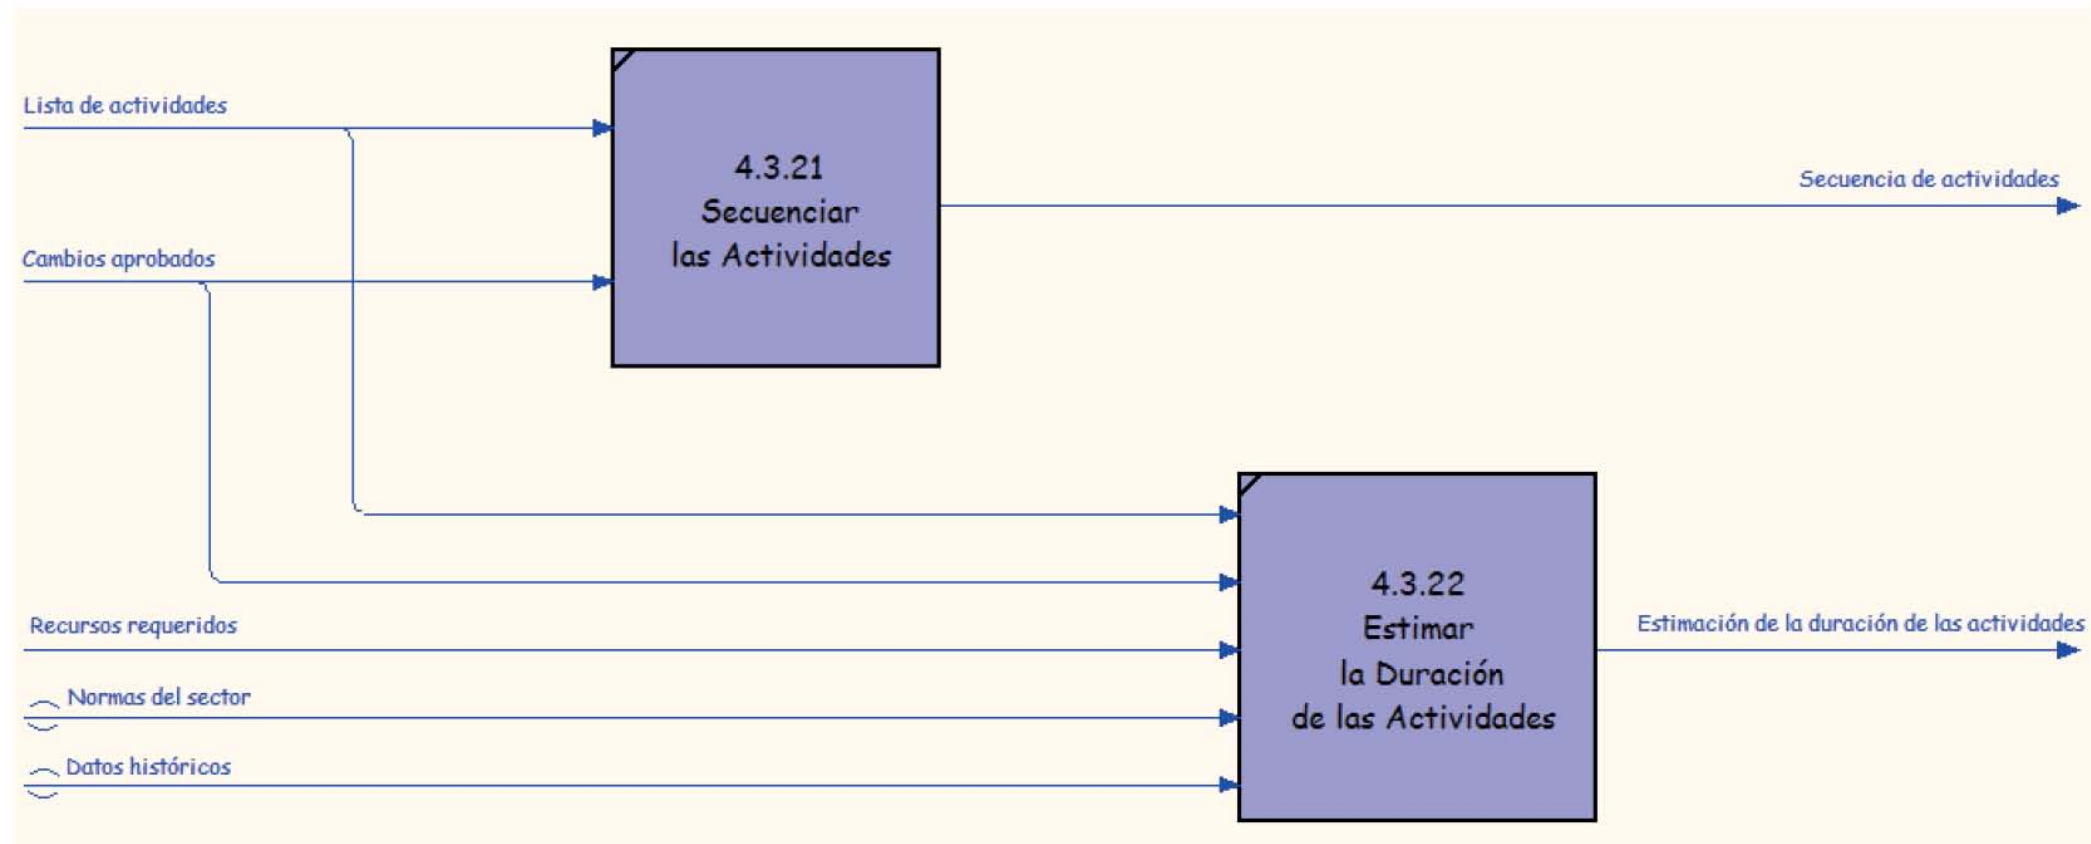 Lista de actividades
Cambios aprobados
4.3.21
Secuenciar
las Actividades
Secuencia de actividades
Recursos requeridos
Normas del sector
Datos históricos
4.3.22
Estimar
la Duración
de las Actividades
Estimación de la duración de las actividades